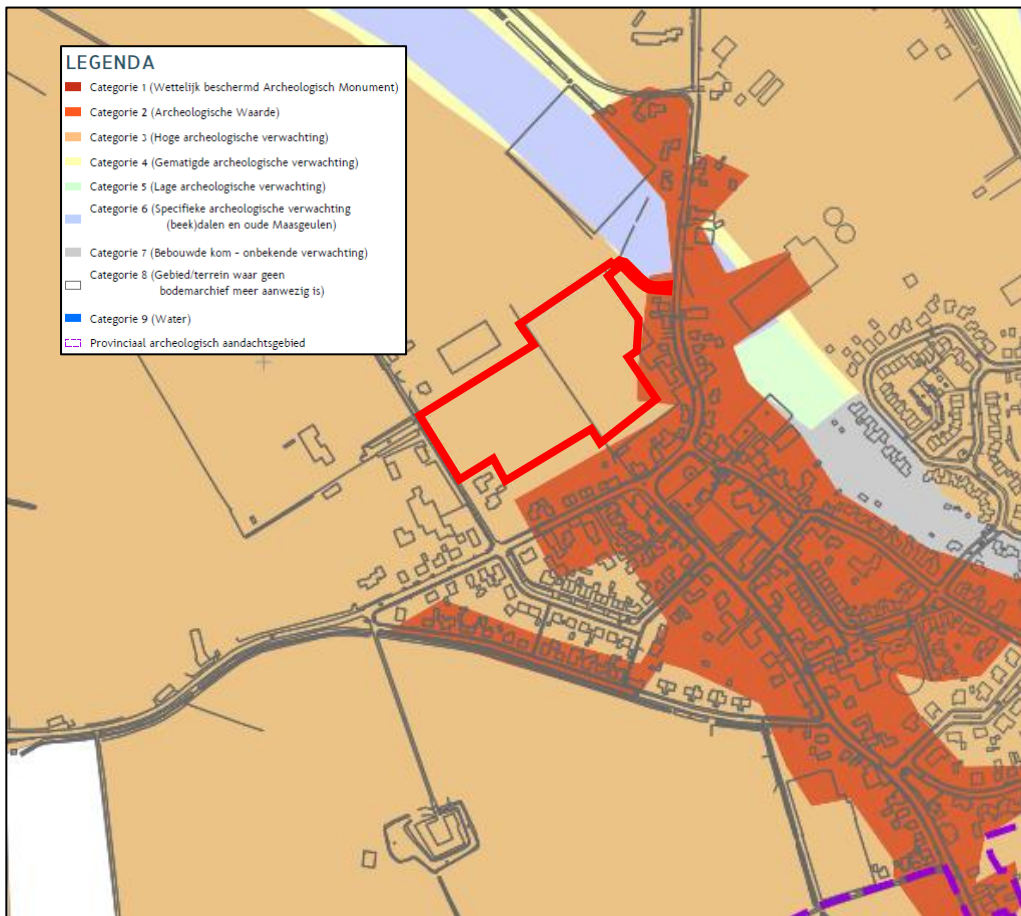 LEGENDA
Categorie 1 (Wettelijk beschermd Archeologisch Monument)
Categorie 2 (Archeologische Waarde)
Categorie 3 (Hoge archeologische verwachting)
Categorie 4 (Gematigde archeologische verwachting)
Categorie 5 (Lage archeologische verwachting)
Categorie 6 (Specifieke archeologische verwachting
(beek)dalen en oude Maasgeulen)
Categorie 7 (Bebouwde kom - onbekende verwachting)
Categorie 8 (Gebied/terrein waar geen
bodemarchief meer aanwezig is)
Categorie 9 (Water)
Provinciaal archeologisch aandachtsgebied